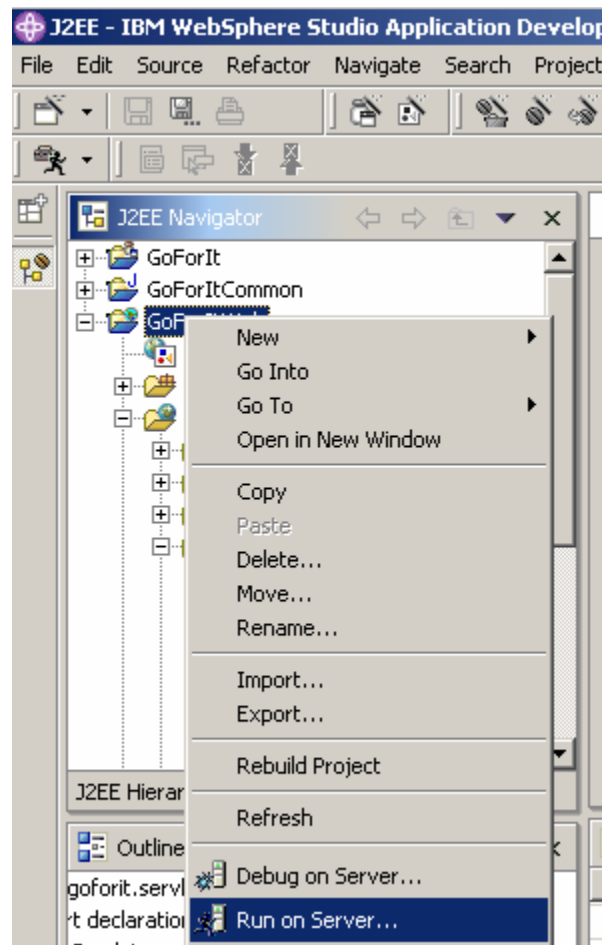 J2EE - IBM WebSphere Studio Application Develop
File Edit Source Refactor Navigate Search Project
J2EE Navigator
GoForIt
GoForItCommon
New
Go Into
Go To
Open in New Window
Copy
Paste
Delete...
Move...
Rename...
Import...
Export...
Rebuild Project
J2EE Hierar
Refresh
Outline
Debug on Server...
goforit.servl
Run on Server...
rt declaration